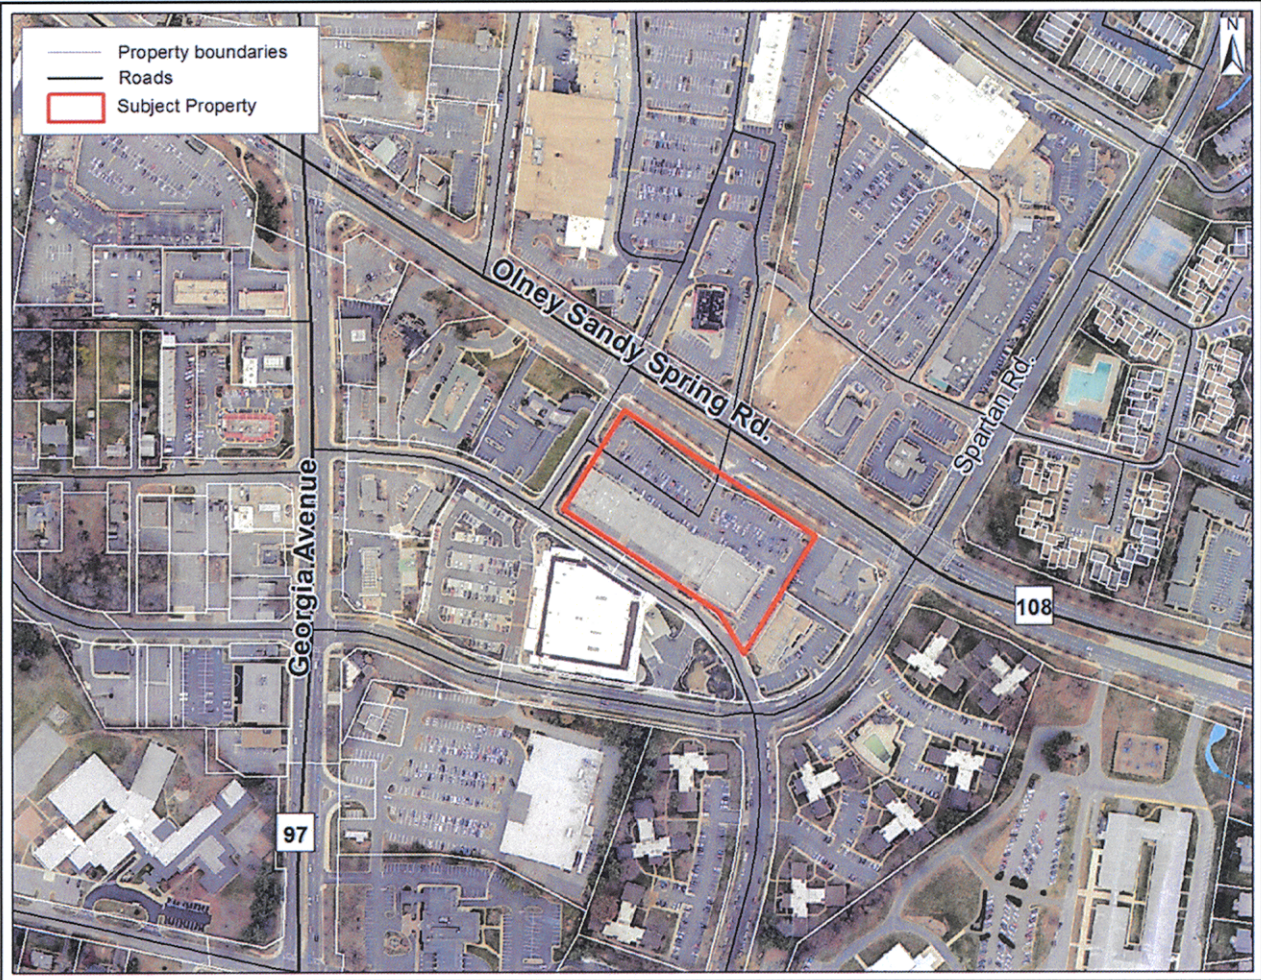 Property boundaries
Roads
Subject Property
N
Olney Sandy Spring Rd.
Spartan Rd.
Georgia Avenue
108
97